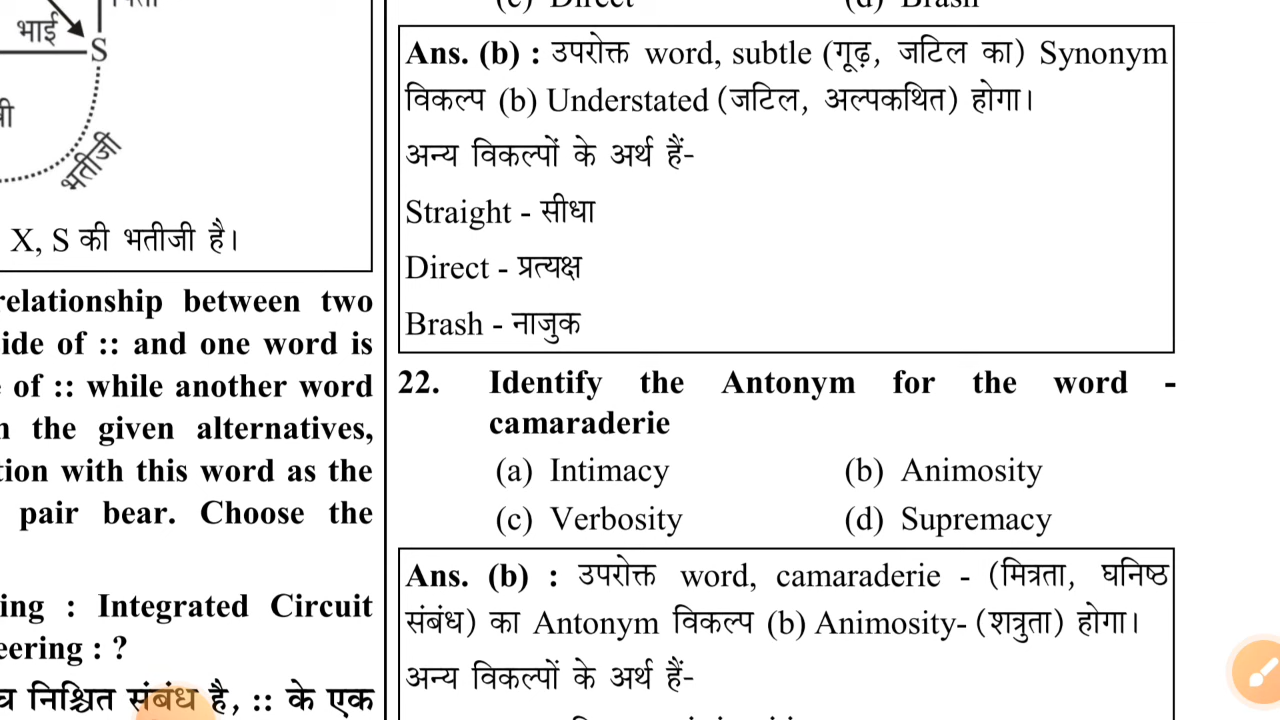 भाई
S
भतीजी
X, S की भतीजी है।
relationship between two
ide of :: and one word is
of :: while another word
the given alternatives,
tion with this word as the
pair bear. Choose the
ing : Integrated Circuit
eering : ?
निश्चित संबंध है, :: के एक
(c) Direct (d) Brash
Ans. (b) : उपरोक्त word, subtle (गूढ़, जटिल का) Synonym
विकल्प (b) Understated (जटिल, अल्पकथित) होगा।
अन्य विकल्पों के अर्थ हैं-
Straight - सीधा
Direct - प्रत्यक्ष
Brash - नाजुक
22. Identify the Antonym for the word -
camaraderie
(a) Intimacy (b) Animosity
(c) Verbosity (d) Supremacy
Ans. (b) : उपरोक्त word, camaraderie - (मित्रता, घनिष्ठ
संबंध) का Antonym विकल्प (b) Animosity- (शत्रुता) होगा।
अन्य विकल्पों के अर्थ हैं-